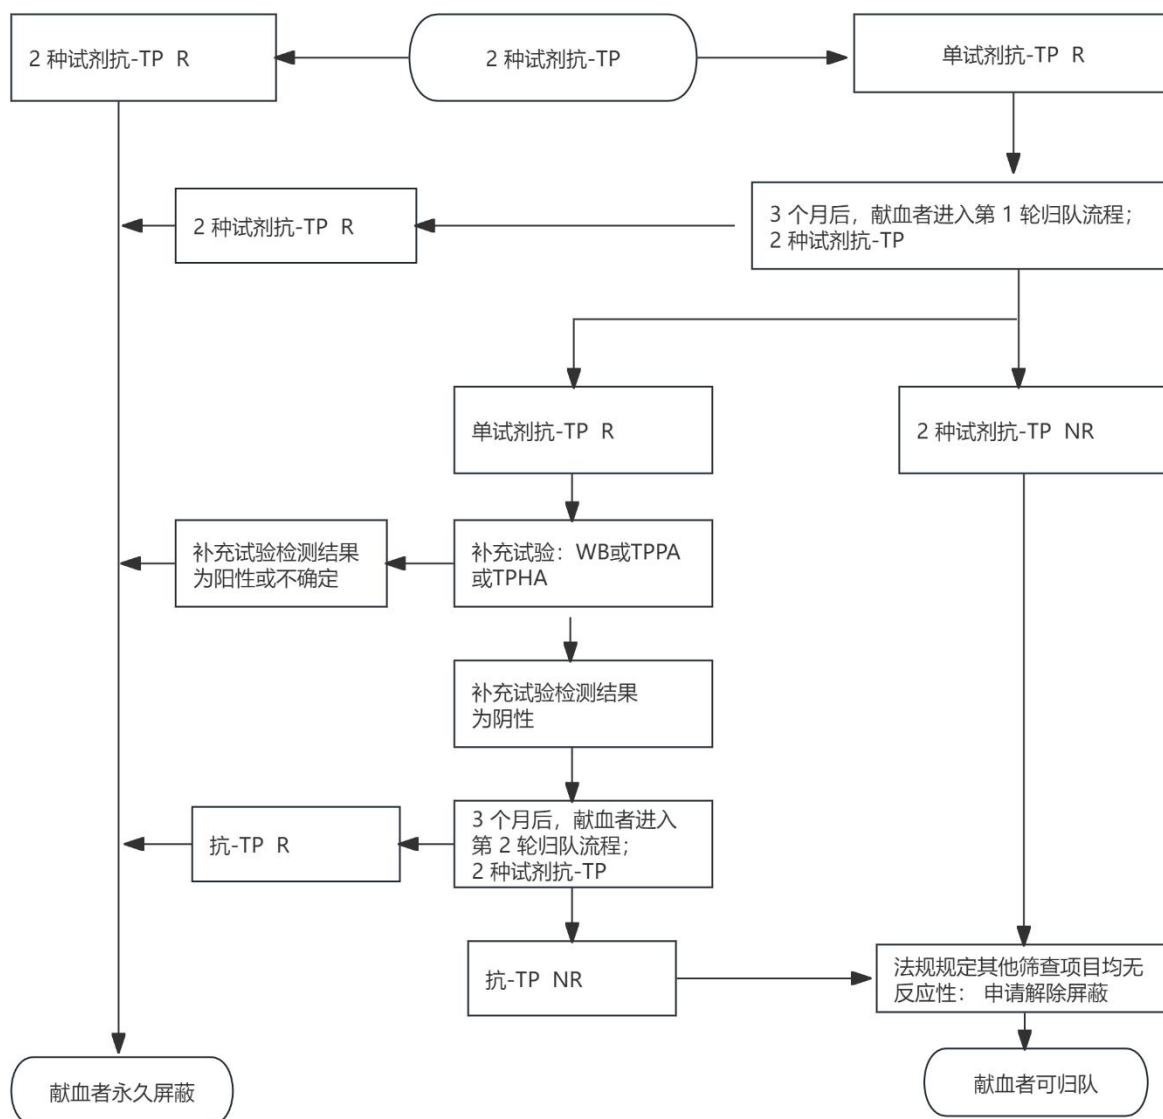 2 种试剂抗-TP R
2 种试剂抗-TP
单试剂抗-TP R
2 种试剂抗-TP R
3 个月后，献血者进入第 1 轮归队流程；
2 种试剂抗-TP
单试剂抗-TP R
2 种试剂抗-TP NR
补充试验检测结果
为阳性或不确定
补充试验：WB或TPPA
或TPHA
补充试验检测结果
为阴性
抗-TP R
3 个月后，献血者进入
第 2 轮归队流程；
2 种试剂抗-TP
抗-TP NR
法规规定其他筛查项目均无
反应性： 申请解除屏蔽
献血者永久屏蔽
献血者可归队